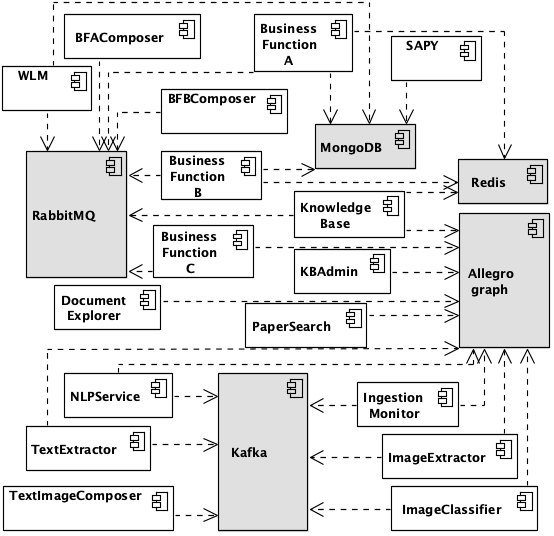 BFAComposer
Business
Function
A
SAPY
WLM
BFBComposer
MongoDB
Business
Function
B
Redis
RabbitMQ
Knowledge
Base
Business
Function
C
KBAdmin
Allegro
graph
Document
Explorer
PaperSearch
NLPService
Ingestion
Monitor
TextExtractor
Kafka
ImageExtractor
TextImageComposer
ImageClassifier